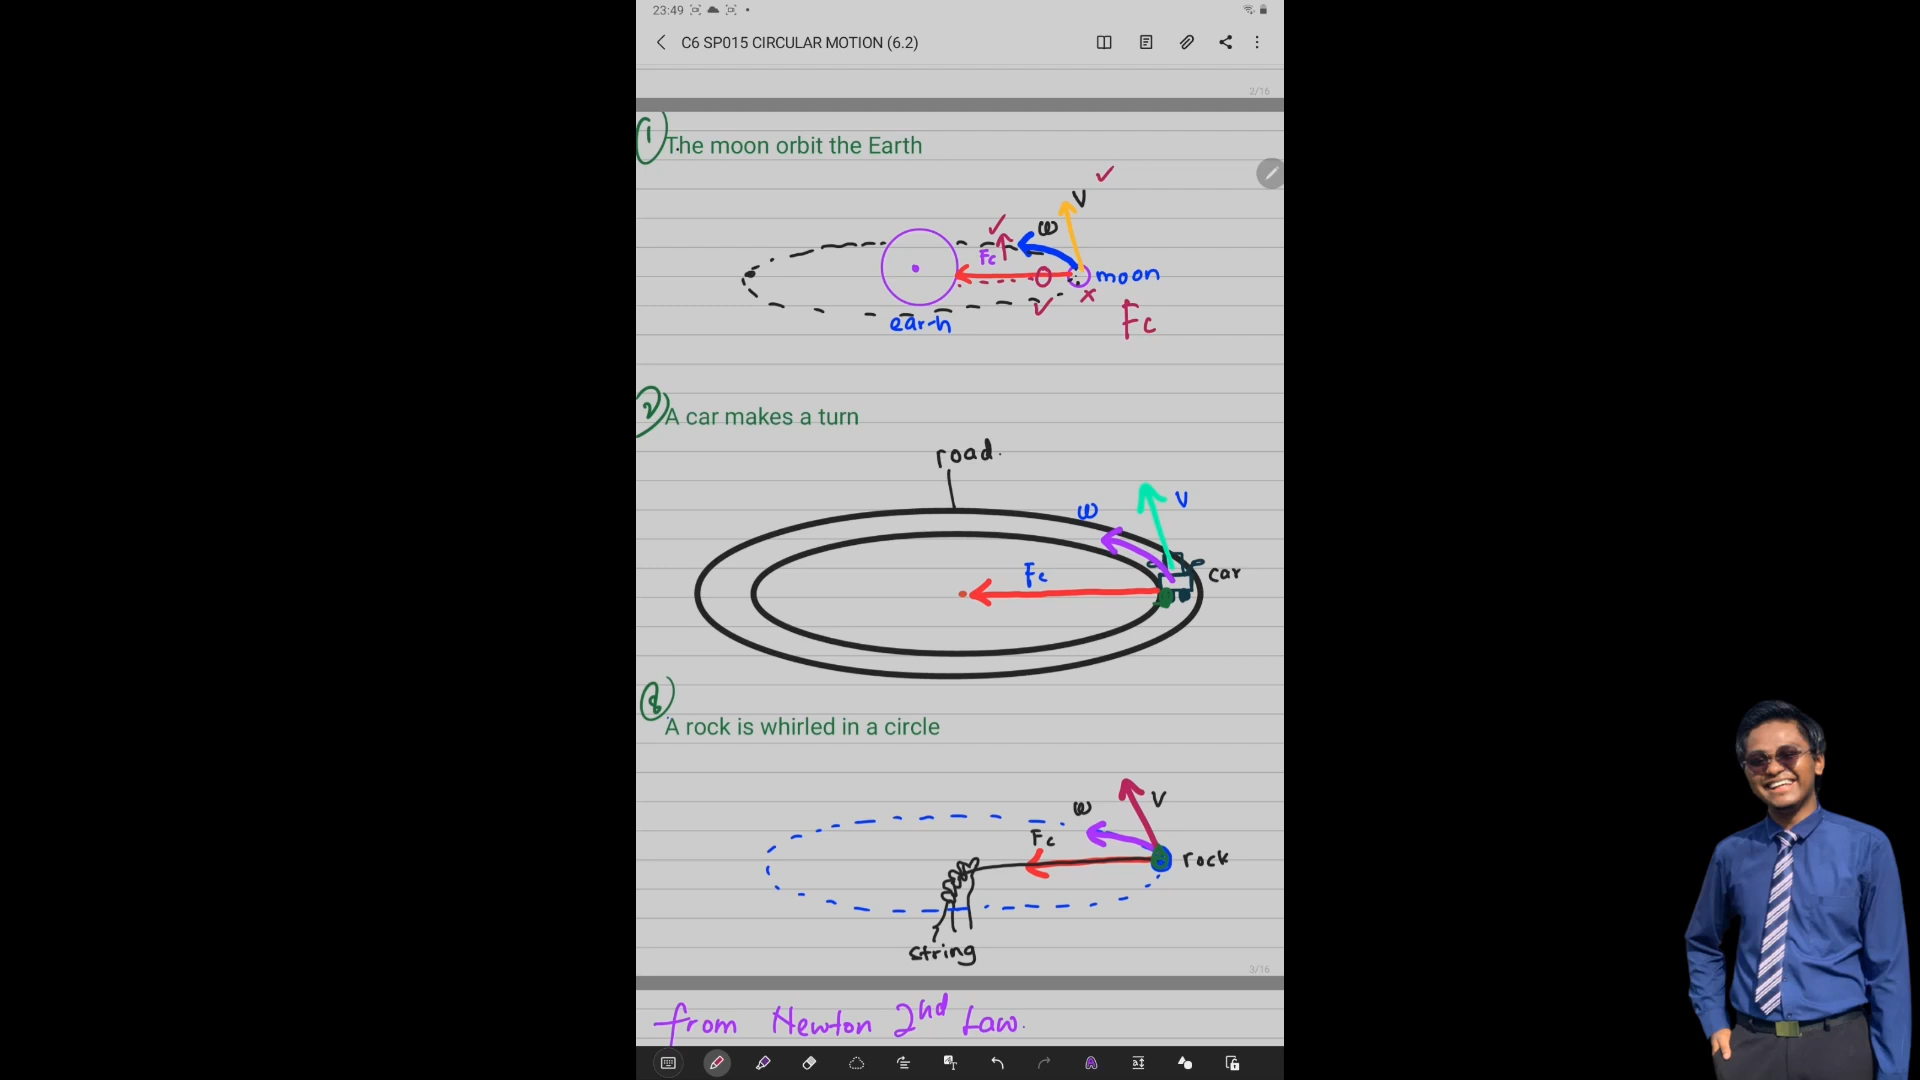 23:49
C6 SP015 CIRCULAR MOTION (6.2)
2/16
1
The moon orbit the Earth
V
ω
Fc
moon
Fc
earth
2
A car makes a turn
road.
V
ω
Fc
car
A rock is whirled in a circle
V
ω
Fc
rock
string
3/16
from Newton 2nd Law.